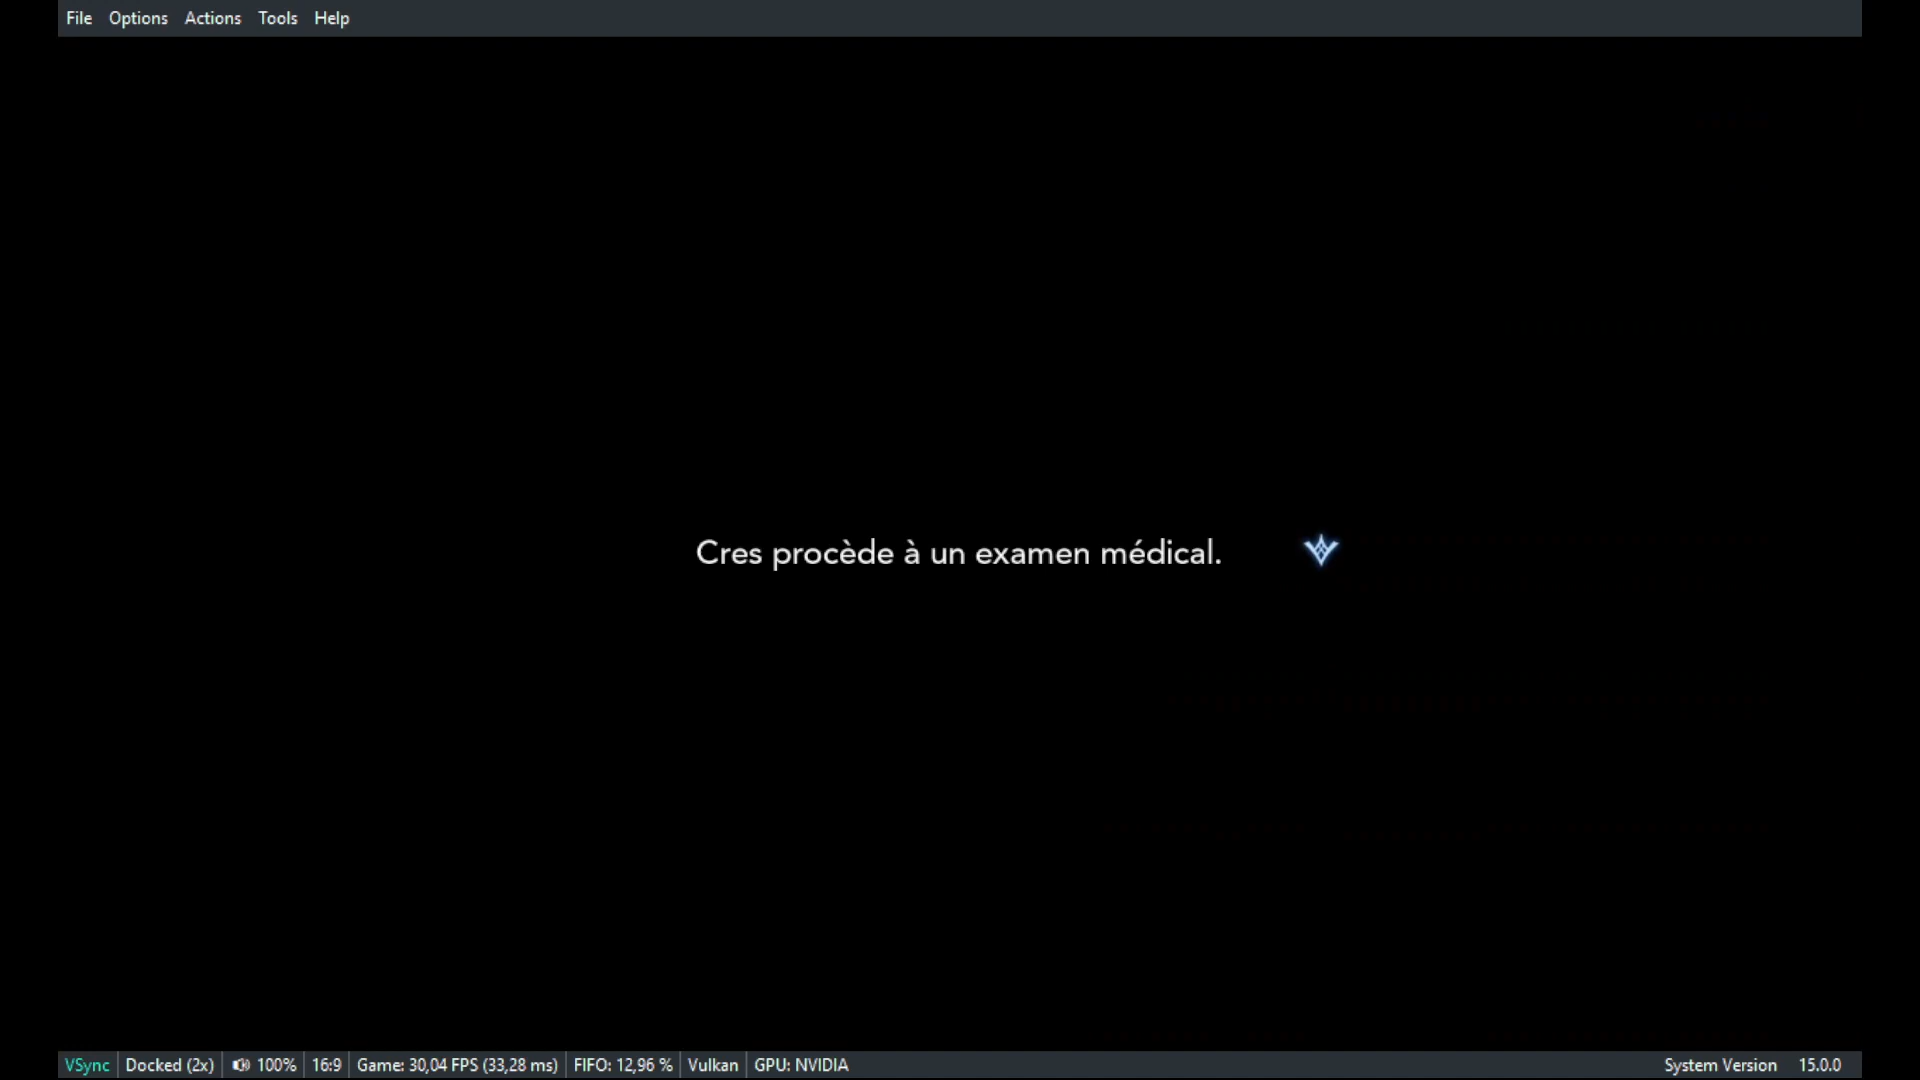 File Options Actions Tools Help
Cres procède à un examen médical.
VSync Docked (2x) 100% 16:9 Game: 30,04 FPS (33,28 ms) FIFO: 12,96 % Vulkan GPU: NVIDIA System Version 15.0.0